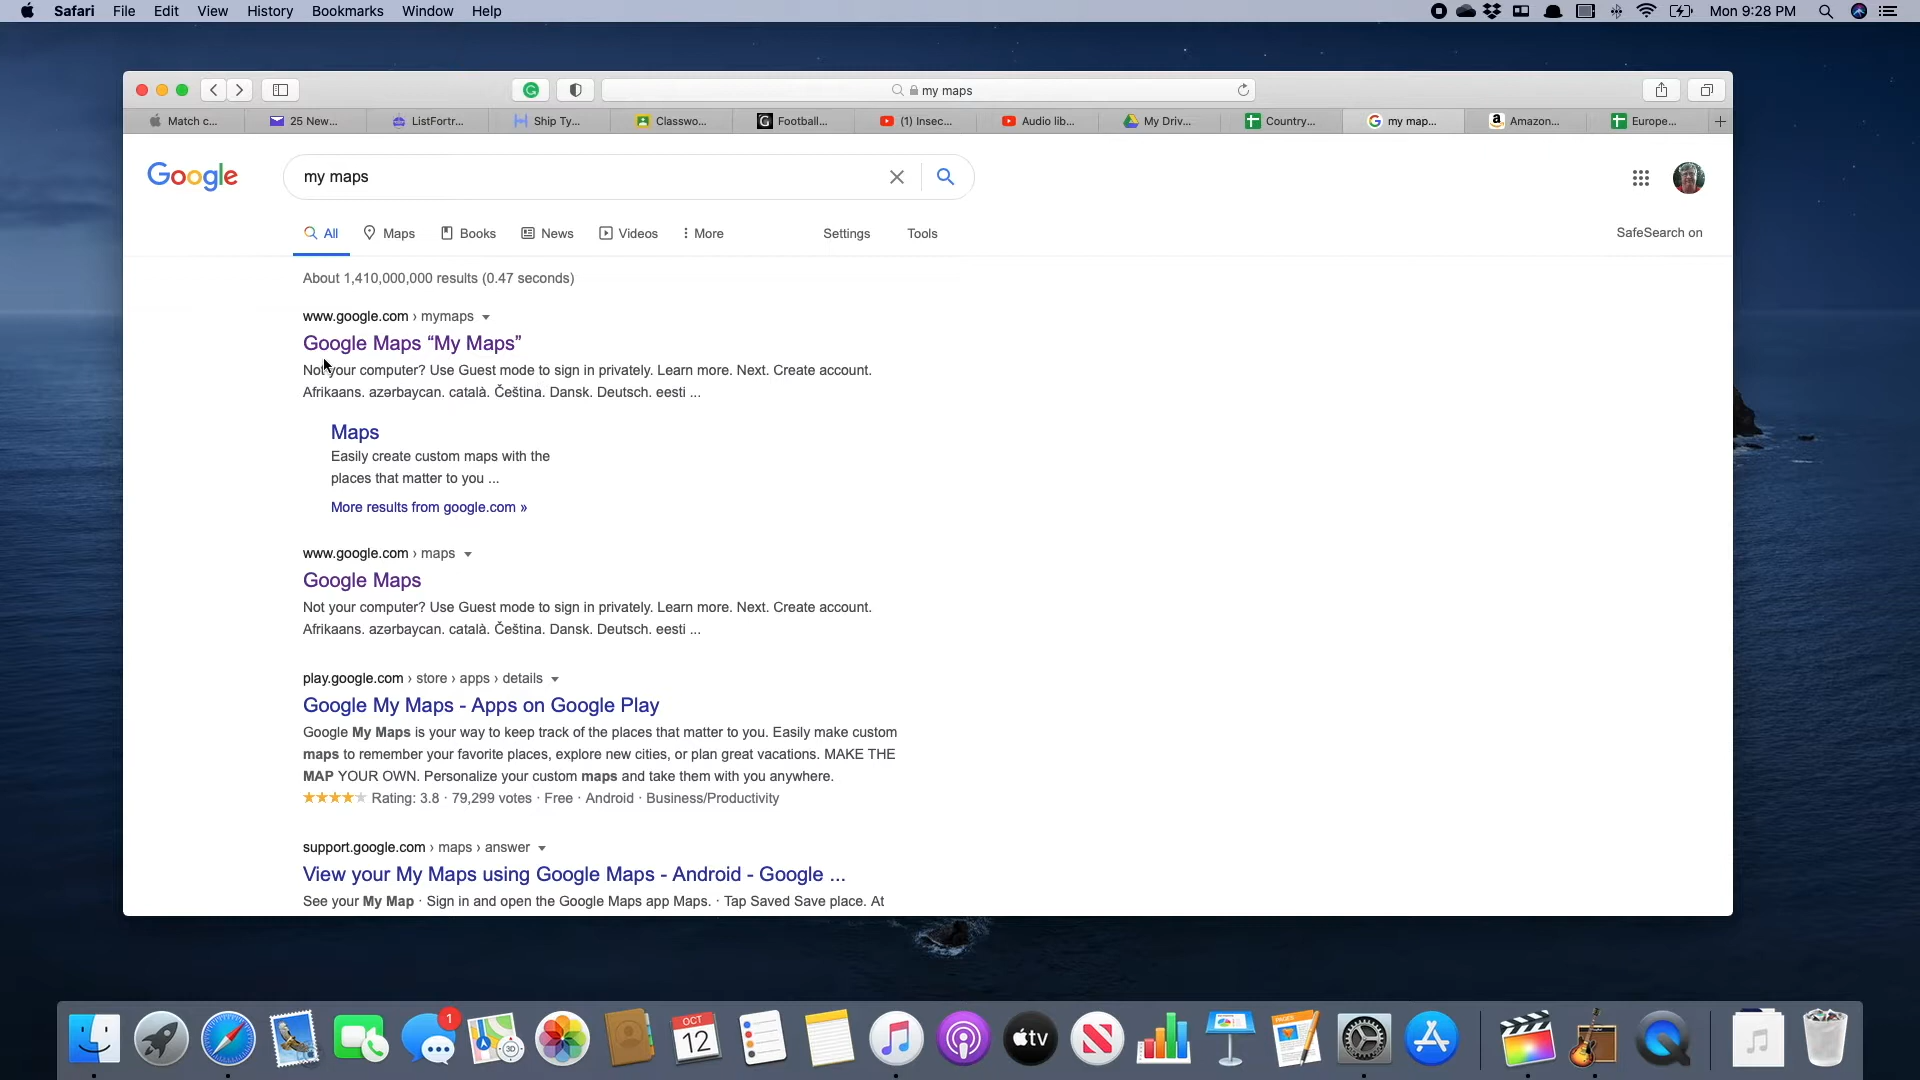 Safari File Edit View History Bookmarks Window Help Mon 9:28 PM
my maps
Match c... 25 New... ListFortr... Ship Ty... Classwo... Football... (1) Insec... Audio lib... My Driv... Country... my map... Amazon... Europe...
Google my maps
All Maps Books News Videos More Settings Tools SafeSearch on
About 1,410,000,000 results (0.47 seconds)
www.google.com › mymaps
Google Maps “My Maps”
Not your computer? Use Guest mode to sign in privately. Learn more. Next. Create account.
Afrikaans. azərbaycan. català. Čeština. Dansk. Deutsch. eesti ...
Maps
Easily create custom maps with the
places that matter to you ...
More results from google.com »
www.google.com › maps
Google Maps
Not your computer? Use Guest mode to sign in privately. Learn more. Next. Create account.
Afrikaans. azərbaycan. català. Čeština. Dansk. Deutsch. eesti ...
play.google.com › store › apps › details
Google My Maps - Apps on Google Play
Google My Maps is your way to keep track of the places that matter to you. Easily make custom
maps to remember your favorite places, explore new cities, or plan great vacations. MAKE THE
MAP YOUR OWN. Personalize your custom maps and take them with you anywhere.
Rating: 3.8 · 79,299 votes · Free · Android · Business/Productivity
support.google.com › maps › answer
View your My Maps using Google Maps - Android - Google ...
See your My Map · Sign in and open the Google Maps app Maps. · Tap Saved Save place. At
1
3D
OCT
12
tv
PAGES